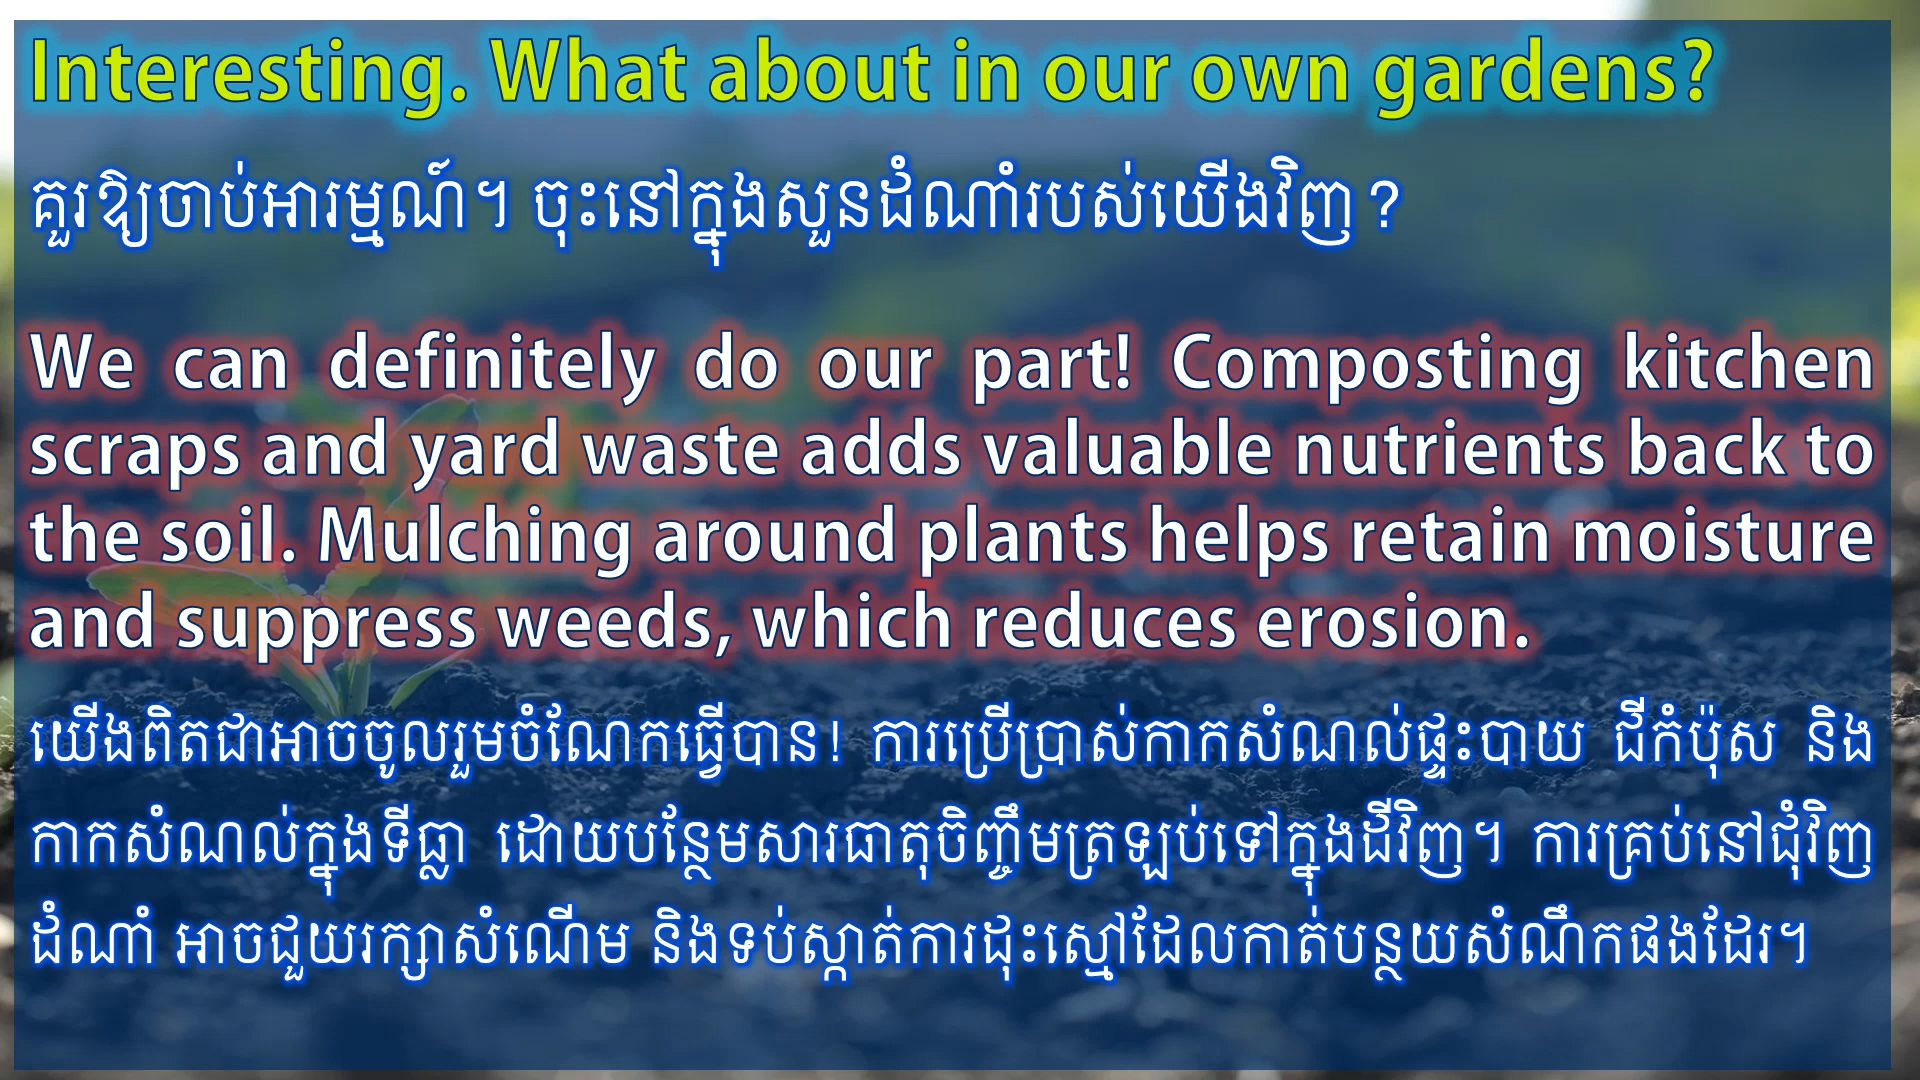 Interesting. What about in our own gardens?
គួរឱ្យចាប់អារម្មណ៍។ ចុះនៅក្នុងសួនដំណាំរបស់យើងវិញ?
We can definitely do our part! Composting kitchen
scraps and yard waste adds valuable nutrients back to
the soil. Mulching around plants helps retain moisture
and suppress weeds, which reduces erosion.
យើងពិតជាអាចចូលរួមចំណែកធ្វើបាន! ការប្រើប្រាស់កាកសំណល់ផ្ទះបាយ ជីកំប៉ុស និង
កាកសំណល់ក្នុងទីធ្លា ដោយបន្ថែមសារធាតុចិញ្ចឹមត្រឡប់ទៅក្នុងដីវិញ។ ការគ្រប់នៅជុំវិញ
ដំណាំ អាចជួយរក្សាសំណើម និងទប់ស្កាត់ការដុះស្មៅដែលកាត់បន្ថយសំណឹកផងដែរ។